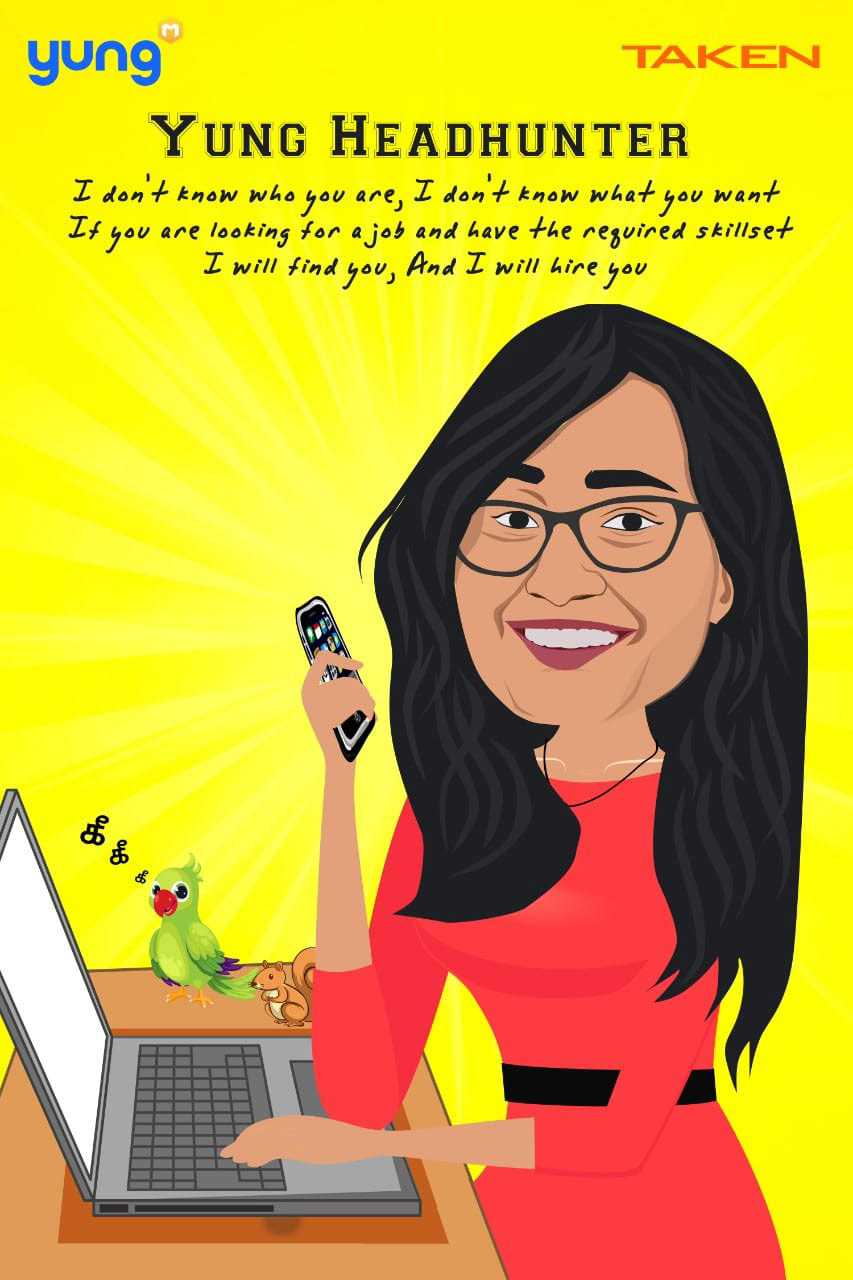 yung M
TAKEN
YUNG HEADHUNTER
I don't know who you are, I don't know what you want
If you are looking for a job and have the required skillset
I will find you, And I will hire you
கீ
கீ
கீ